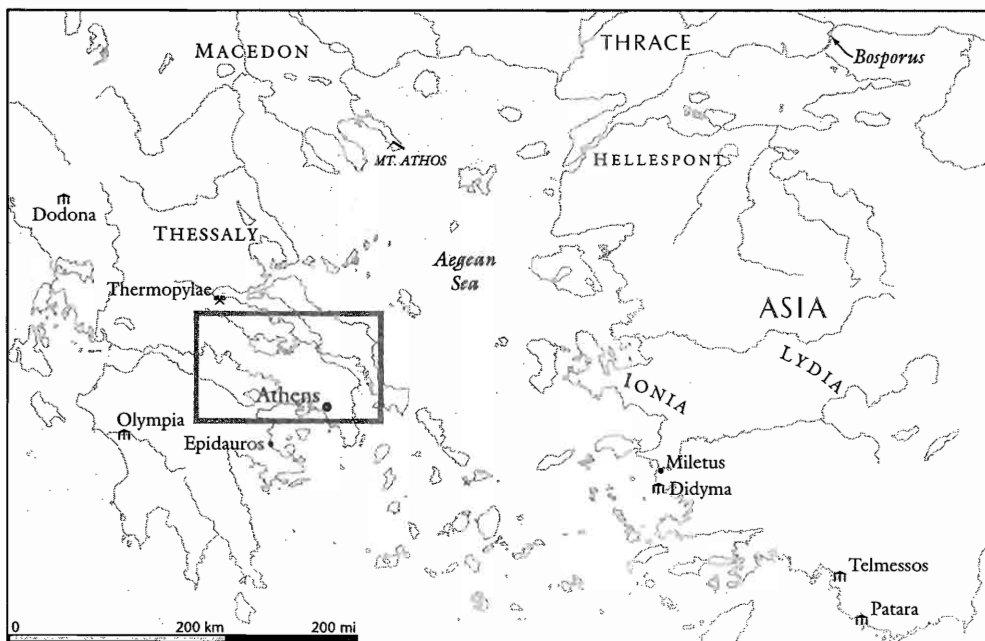 MACEDON
THRACE
Bosporus
MT. ATHOS
HELLESPONT
Dodona
THESSALY
Aegean
Sea
Thermopylae
ASIA
LYDIA
IONIA
Athens
Olympia
Epidauros
Miletus
Didyma
Telmessos
Patara
0 200 km 200 mi